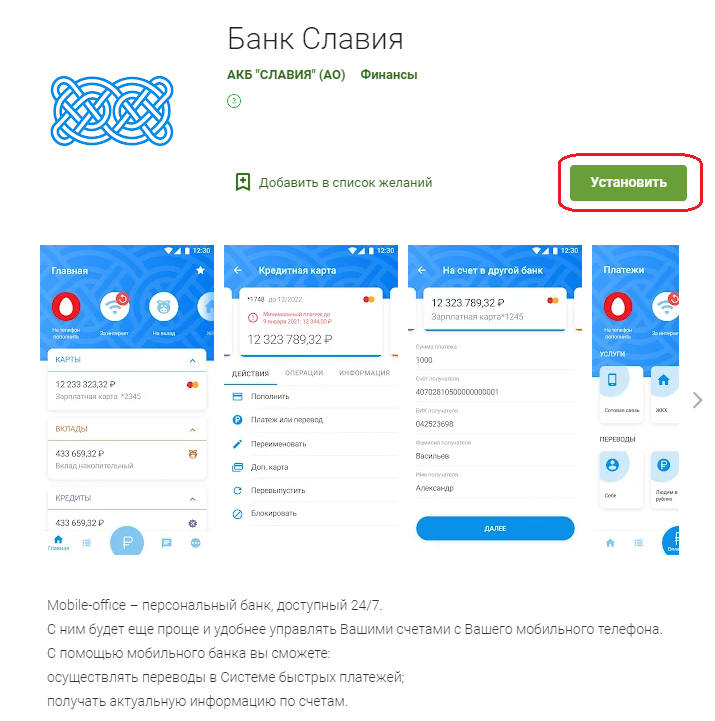 Банк Славия
АКБ "СЛАВИЯ" (АО) Финансы
3
Добавить в список желаний
Установить
12:30
Главная
На телефон
пополнить
За интернет
На вклад
ЖК
КАРТЫ
12 233 323,32 ₽
Зарплатная карта *2345
ВКЛАДЫ
433 659,32 ₽
Вклад накопительный
КРЕДИТЫ
433 659,32 ₽
Главная
12:30
Кредитная карта
*1748 до 12/2022
Минимальный платеж до
9 января 2021: 12 344,00 ₽
12 323 789,32 ₽
ДЕЙСТВИЯ ОПЕРАЦИИ ИНФОРМАЦИЯ
Пополнить
Платеж или перевод
Переименовать
Доп. карта
Перевыпустить
Блокировать
12:30
На счет в другой банк
12 323 789,32 ₽
Зарплатная карта*1245
Сумма платежа
1000
Счёт получателя
40702810500000000001
БИК получателя
042523698
Фамилия получателя
Васильев
Имя получателя
Александр
ДАЛЕЕ
Платежи
На телефон
пополнить
За интерн
УСЛУГИ
Сотовая связь
ЖКХ
ПЕРЕВОДЫ
Себе
Людям в
рублях
Опла
Mobile-office – персональный банк, доступный 24/7.
С ним будет еще проще и удобнее управлять Вашими счетами с Вашего мобильного телефона.
С помощью мобильного банка вы сможете:
осуществлять переводы в Системе быстрых платежей;
получать актуальную информацию по счетам.